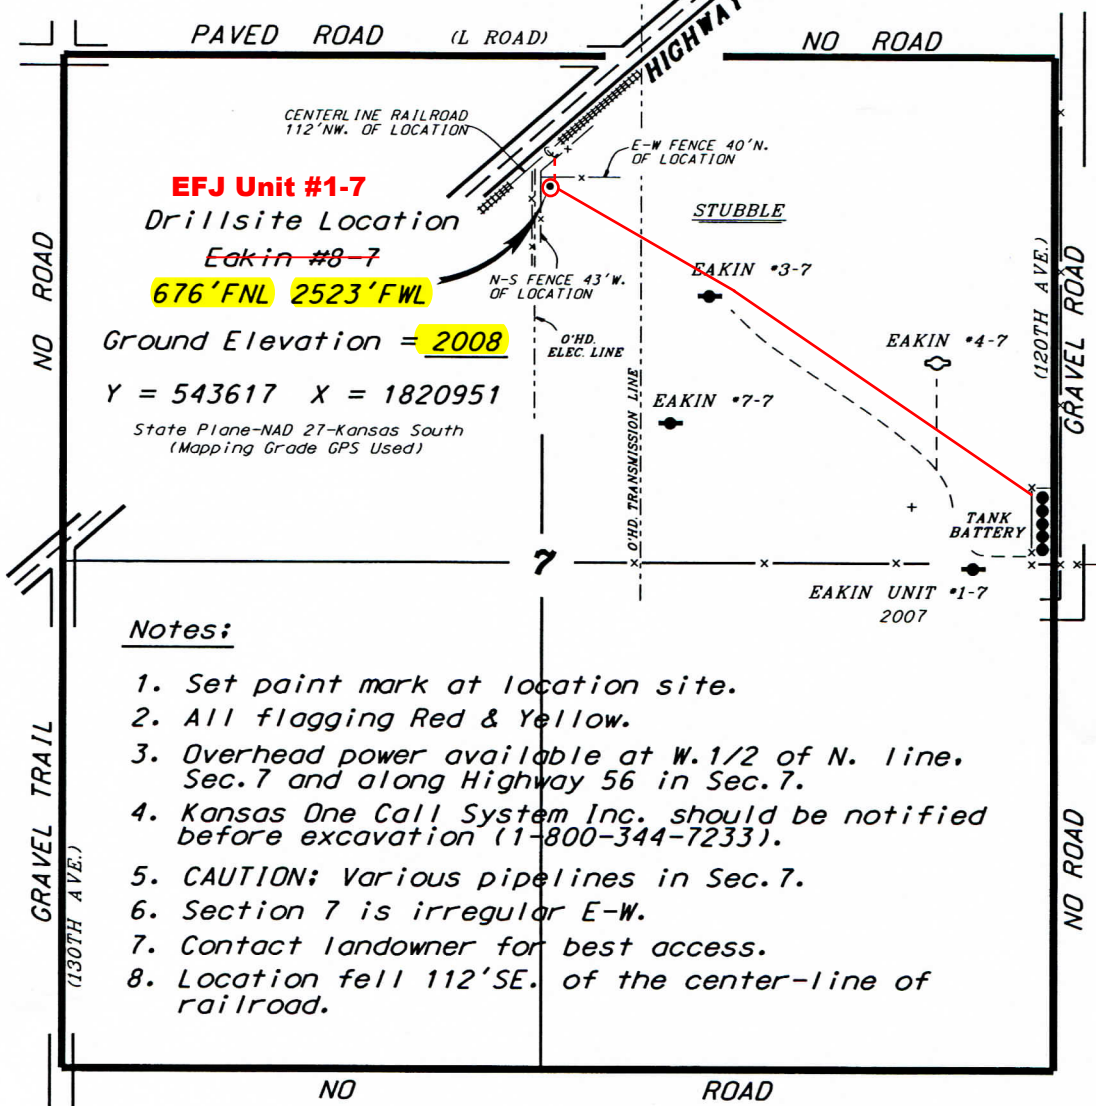 PAVED ROAD (L ROAD)
NO ROAD
HIGHWAY
CENTERLINE RAILROAD
112'NW. OF LOCATION
E-W FENCE 40'N.
OF LOCATION
EFJ Unit #1-7
Drillsite Location
Eakin #8-7
676'FNL 2523'FWL
Ground Elevation = 2008
Y = 543617 X = 1820951
State Plane-NAD 27-Kansas South
(Mapping Grade GPS Used)
NO ROAD
STUBBLE
N-S FENCE 43'W.
OF LOCATION
O'HD.
ELEC. LINE
O'HD. TRANSMISSION LINE
EAKIN #3-7
EAKIN #4-7
EAKIN #7-7
(120TH AVE.)
GRAVEL ROAD
TANK
BATTERY
7
EAKIN UNIT #1-7
2007
Notes:
1. Set paint mark at location site.
2. All flagging Red & Yellow.
3. Overhead power available at W.1/2 of N. line.
Sec.7 and along Highway 56 in Sec.7.
4. Kansas One Call System Inc. should be notified
before excavation (1-800-344-7233).
5. CAUTION: Various pipelines in Sec.7.
6. Section 7 is irregular E-W.
7. Contact landowner for best access.
8. Location fell 112'SE. of the center-line of
railroad.
GRAVEL TRAIL
(130TH AVE.)
NO ROAD
NO ROAD